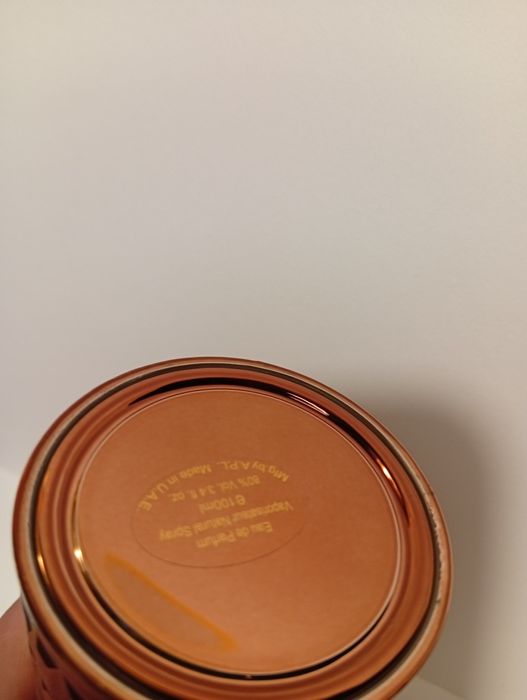 Eau de Parfum
Vaporisateur Natural Spray
℮100ml
80% Vol. 3.4 fl. oz.
Mfg by A.P.L. Made in U.A.E.